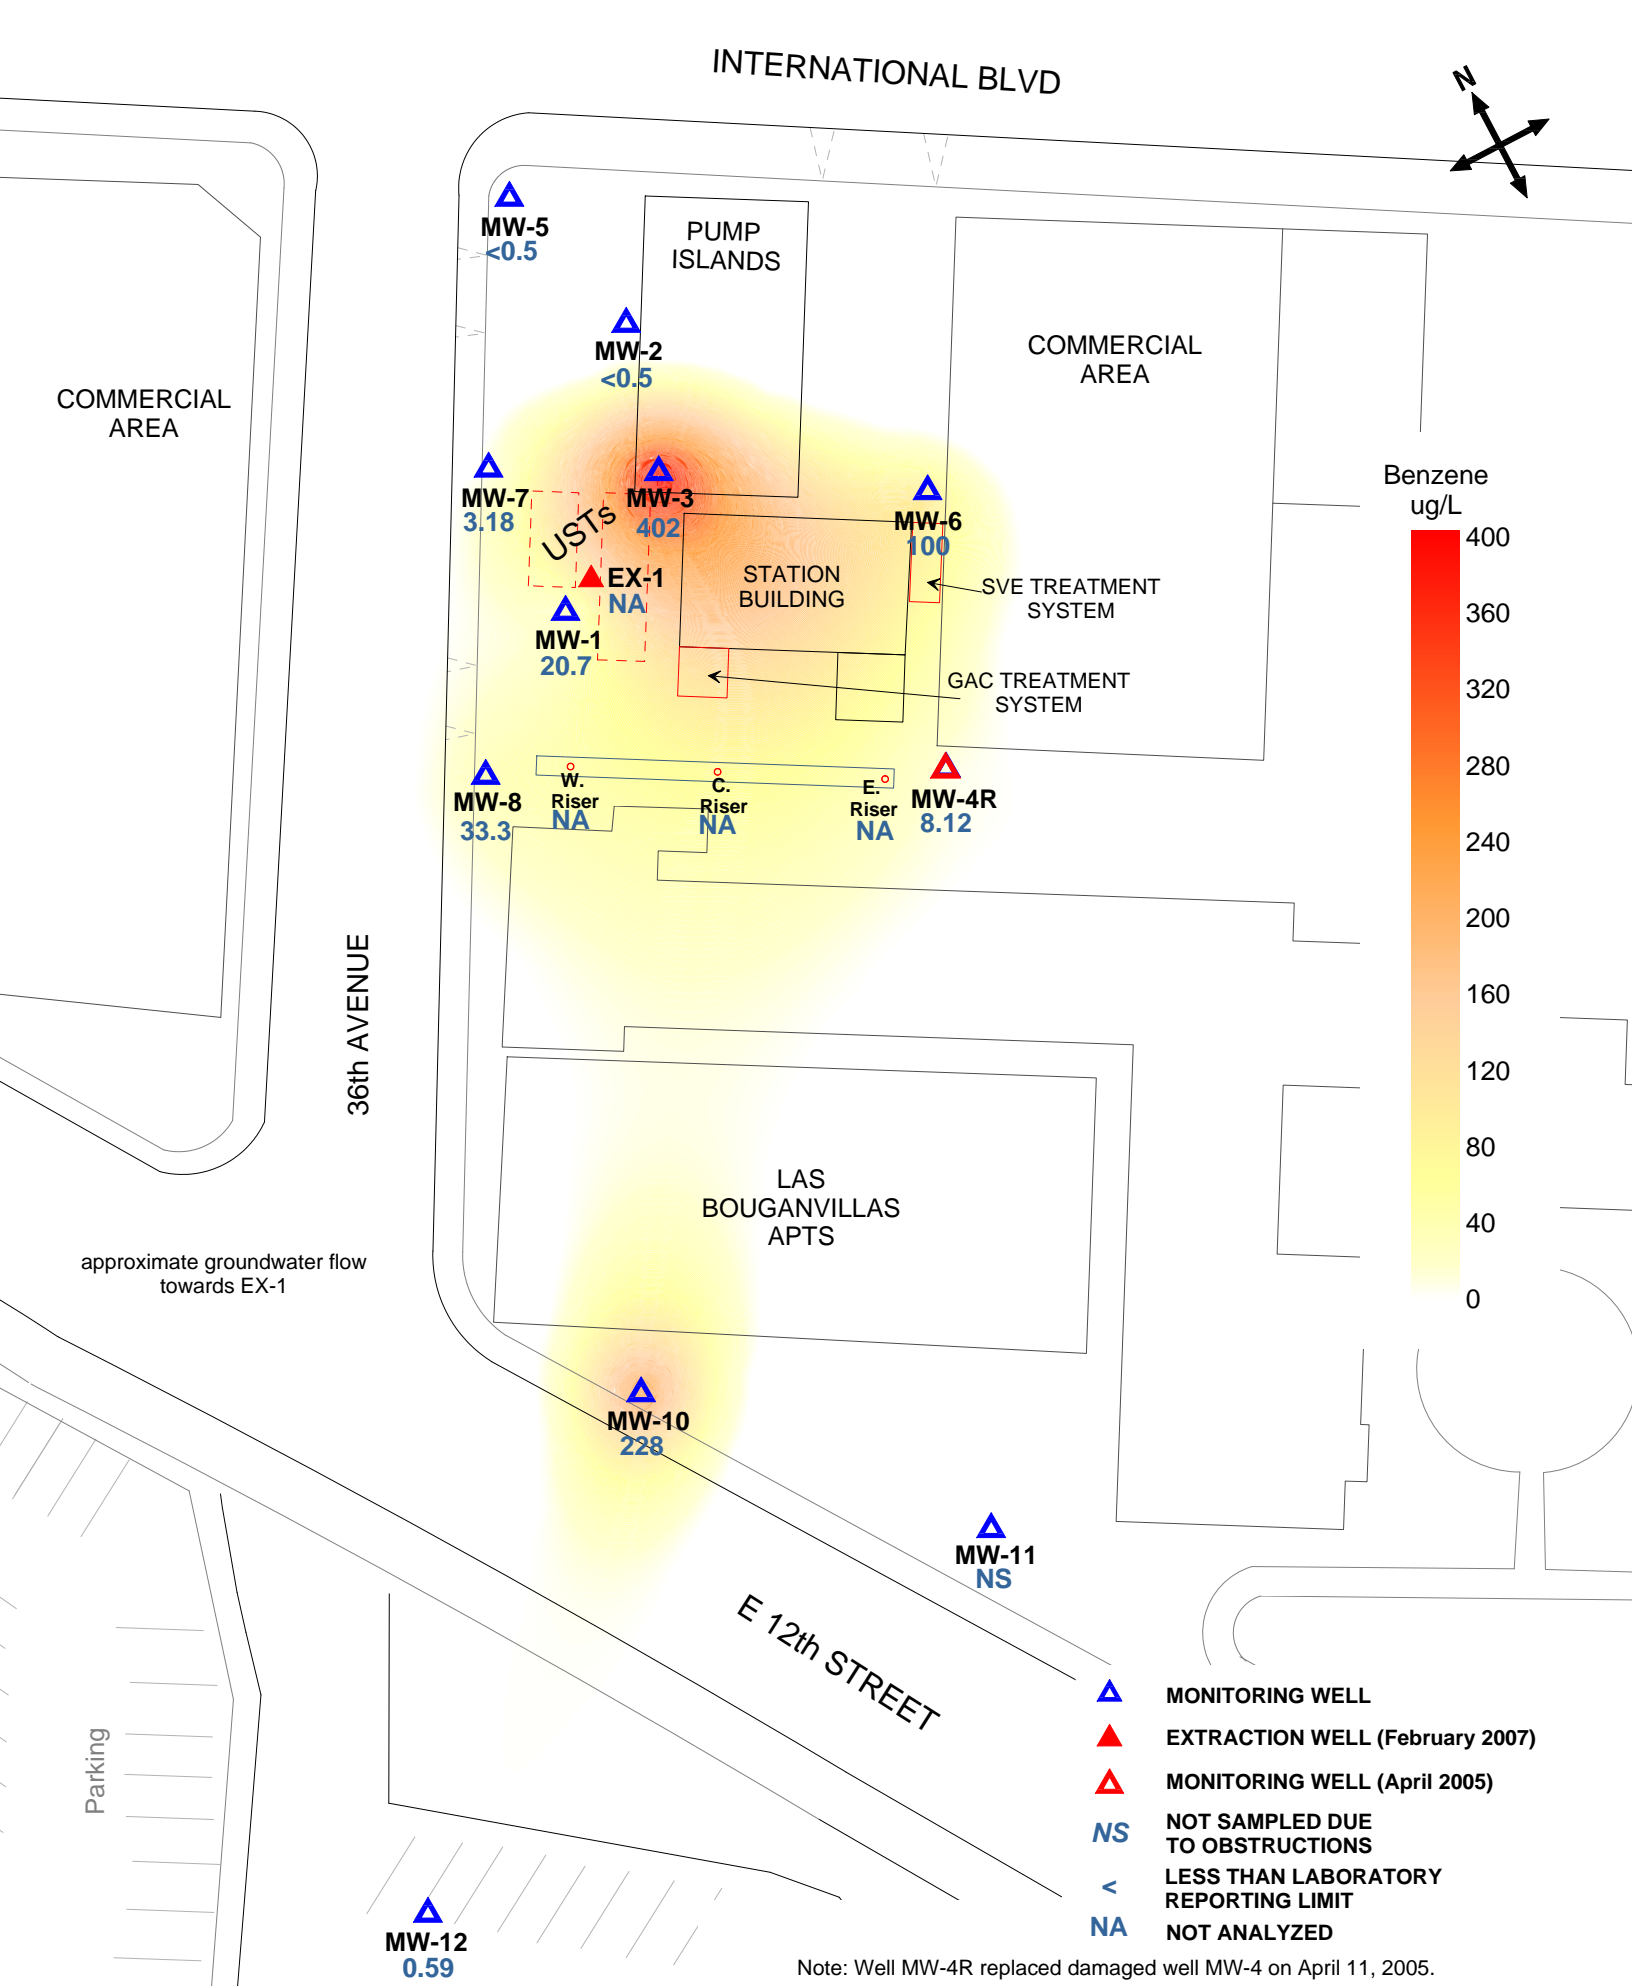 INTERNATIONAL BLVD
N
MW-5
<0.5
PUMP
ISLANDS
MW-2
<0.5
COMMERCIAL
AREA
COMMERCIAL
AREA
MW-7
3.18
USTs
MW-3
402
MW-6
100
EX-1
NA
STATION
BUILDING
SVE TREATMENT
SYSTEM
MW-1
20.7
GAC TREATMENT
SYSTEM
MW-8
33.3
W.
Riser
NA
C.
Riser
NA
E.
Riser
NA
MW-4R
8.12
Benzene
ug/L
400
360
320
280
240
200
160
120
80
40
0
36th AVENUE
LAS
BOUGANVILLAS
APTS
approximate groundwater flow
towards EX-1
MW-10
228
MW-11
NS
E 12th STREET
Parking
MW-12
0.59
MONITORING WELL
EXTRACTION WELL (February 2007)
MONITORING WELL (April 2005)
NS NOT SAMPLED DUE
TO OBSTRUCTIONS
< LESS THAN LABORATORY
REPORTING LIMIT
NA NOT ANALYZED
Note: Well MW-4R replaced damaged well MW-4 on April 11, 2005.